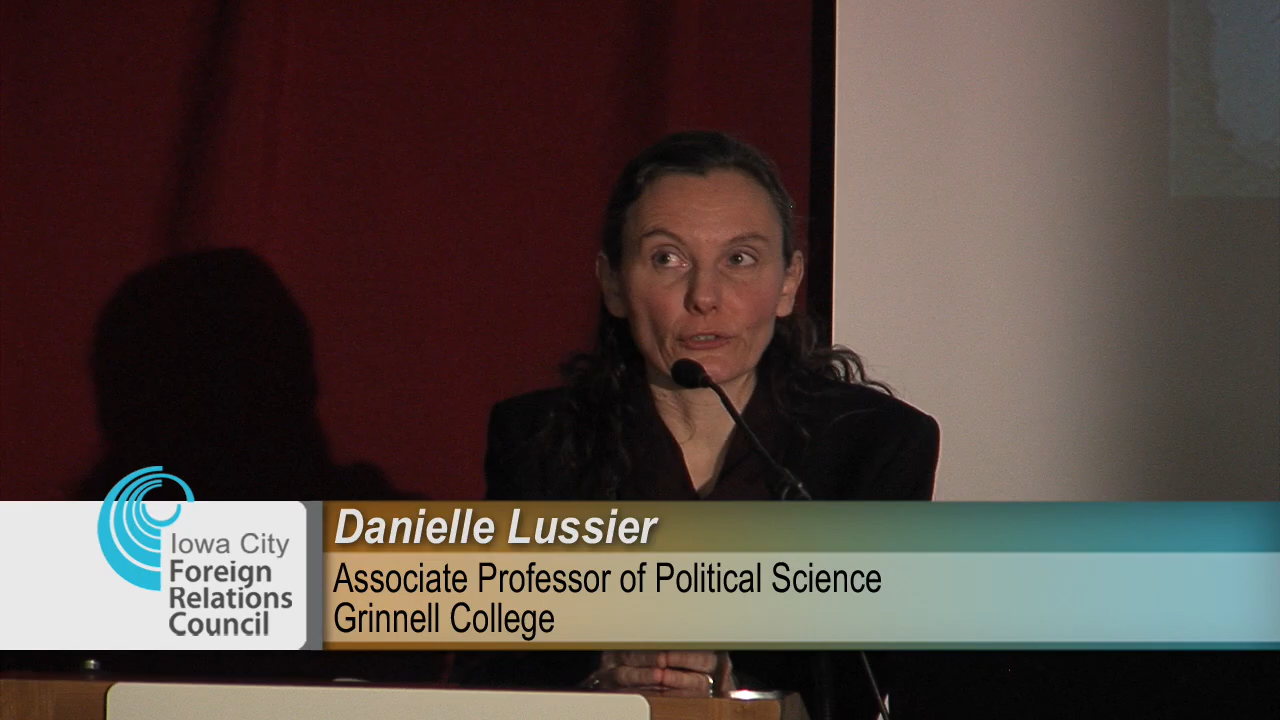 Iowa City
Foreign
Relations
Council
Danielle Lussier
Associate Professor of Political Science
Grinnell College